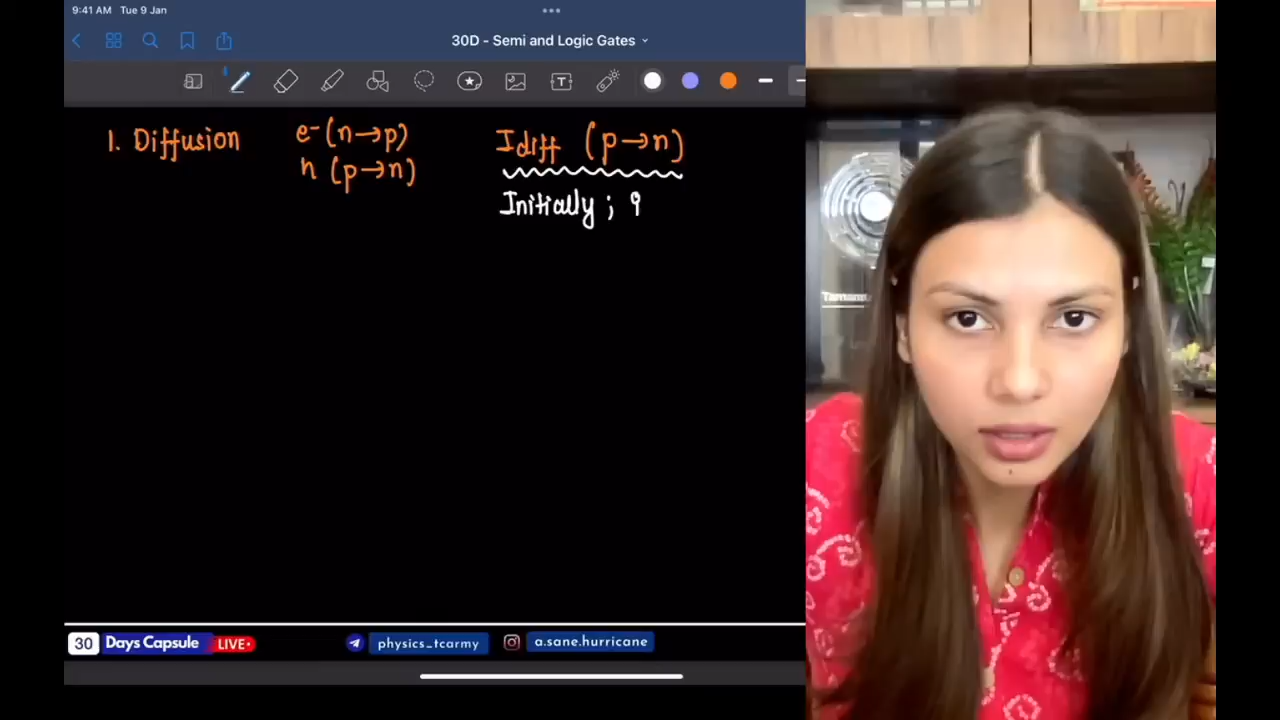 9:41 AM Tue 9 Jan
30D - Semi and Logic Gates
1. Diffusion
e- (n→p)
h (p→n)
Idiff (p→n)
Initially ; 9
30 Days Capsule LIVE
physics_tcarmy
a.sane.hurricane